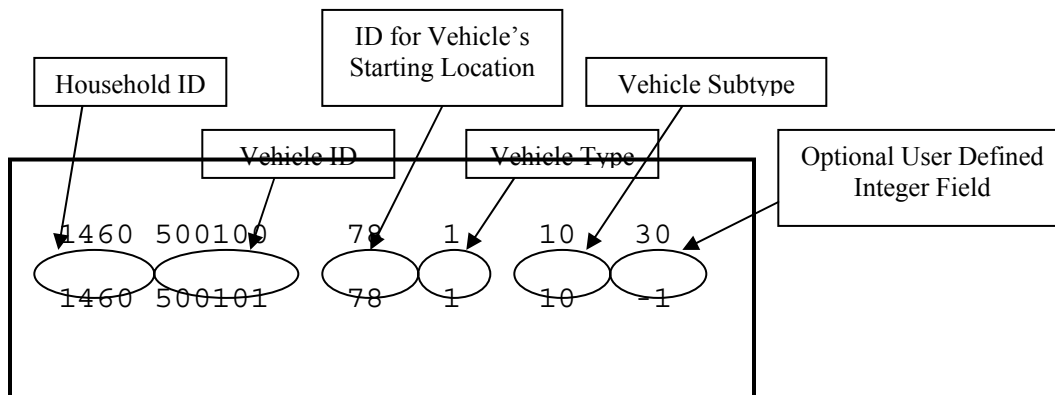 ID for Vehicle's
Starting Location
Household ID
Vehicle Subtype
Vehicle ID
Vehicle Type
Optional User Defined
Integer Field
1460 500100 78 1 10 30
1460 500101 78 1 10 -1